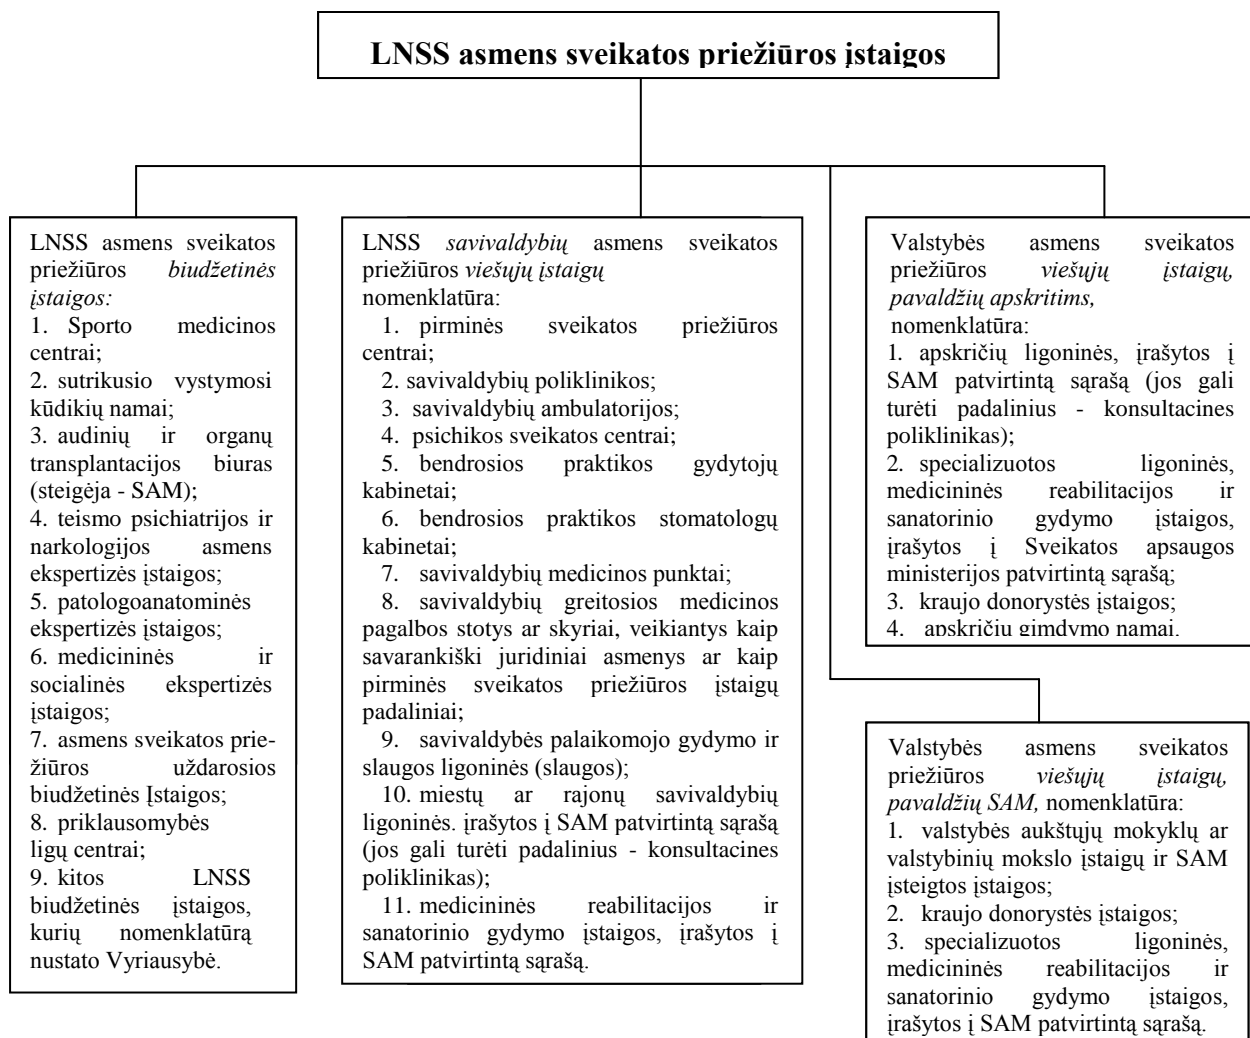 LNSS asmens sveikatos priežiūros įstaigos
LNSS asmens sveikatos
priežiūros biudžetinės
įstaigos:
1. Sporto medicinos
centrai;
2. sutrikusio vystymosi
kūdikių namai;
3. audinių ir organų
transplantacijos biuras
(steigėja - SAM);
4. teismo psichiatrijos ir
narkologijos asmens
ekspertizės įstaigos;
5. patologoanatominės
ekspertizės įstaigos;
6. medicininės ir
socialinės ekspertizės
įstaigos;
7. asmens sveikatos prie-
žiūros uždarosios
biudžetinės Įstaigos;
8. priklausomybės
ligų centrai;
9. kitos LNSS
biudžetinės įstaigos,
kurių nomenklatūrą
nustato Vyriausybė.
LNSS savivaldybių asmens sveikatos
priežiūros viešųjų įstaigų
nomenklatūra:
1. pirminės sveikatos priežiūros
centrai;
2. savivaldybių poliklinikos;
3. savivaldybių ambulatorijos;
4. psichikos sveikatos centrai;
5. bendrosios praktikos gydytojų
kabinetai;
6. bendrosios praktikos stomatologų
kabinetai;
7. savivaldybių medicinos punktai;
8. savivaldybių greitosios medicinos
pagalbos stotys ar skyriai, veikiantys kaip
savarankiški juridiniai asmenys ar kaip
pirminės sveikatos priežiūros įstaigų
padaliniai;
9. savivaldybės palaikomojo gydymo ir
slaugos ligoninės (slaugos);
10. miestų ar rajonų savivaldybių
ligoninės. įrašytos į SAM patvirtintą sąrašą
(jos gali turėti padalinius - konsultacines
poliklinikas);
11. medicininės reabilitacijos ir
sanatorinio gydymo įstaigos, įrašytos į
SAM patvirtintą sąrašą.
Valstybės asmens sveikatos
priežiūros viešųjų įstaigų,
pavaldžių apskritims,
nomenklatūra:
1. apskričių ligoninės, įrašytos į
SAM patvirtintą sąrašą (jos gali
turėti padalinius - konsultacines
poliklinikas);
2. specializuotos ligoninės,
medicininės reabilitacijos ir
sanatorinio gydymo įstaigos,
įrašytos į Sveikatos apsaugos
ministerijos patvirtintą sąrašą;
3. kraujo donorystės įstaigos;
4. apskričių gimdymo namai.
Valstybės asmens sveikatos
priežiūros viešųjų įstaigų,
pavaldžių SAM, nomenklatūra:
1. valstybės aukštųjų mokyklų ar
valstybinių mokslo įstaigų ir SAM
įsteigtos įstaigos;
2. kraujo donorystės įstaigos;
3. specializuotos ligoninės,
medicininės reabilitacijos ir
sanatorinio gydymo įstaigos,
įrašytos į SAM patvirtintą sąrašą.